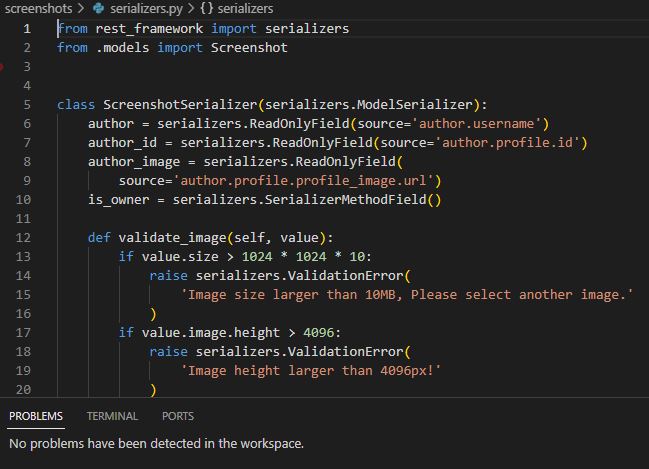 screenshots > serializers.py > {} serializers
1 from rest_framework import serializers
2 from .models import Screenshot
3
4
5 class ScreenshotSerializer(serializers.ModelSerializer):
6     author = serializers.ReadOnlyField(source='author.username')
7     author_id = serializers.ReadOnlyField(source='author.profile.id')
8     author_image = serializers.ReadOnlyField(
9         source='author.profile.profile_image.url')
10     is_owner = serializers.SerializerMethodField()
11
12     def validate_image(self, value):
13         if value.size > 1024 * 1024 * 10:
14             raise serializers.ValidationError(
15                 'Image size larger than 10MB, Please select another image.'
16             )
17         if value.image.height > 4096:
18             raise serializers.ValidationError(
19                 'Image height larger than 4096px!'
20             )
PROBLEMS TERMINAL PORTS
No problems have been detected in the workspace.